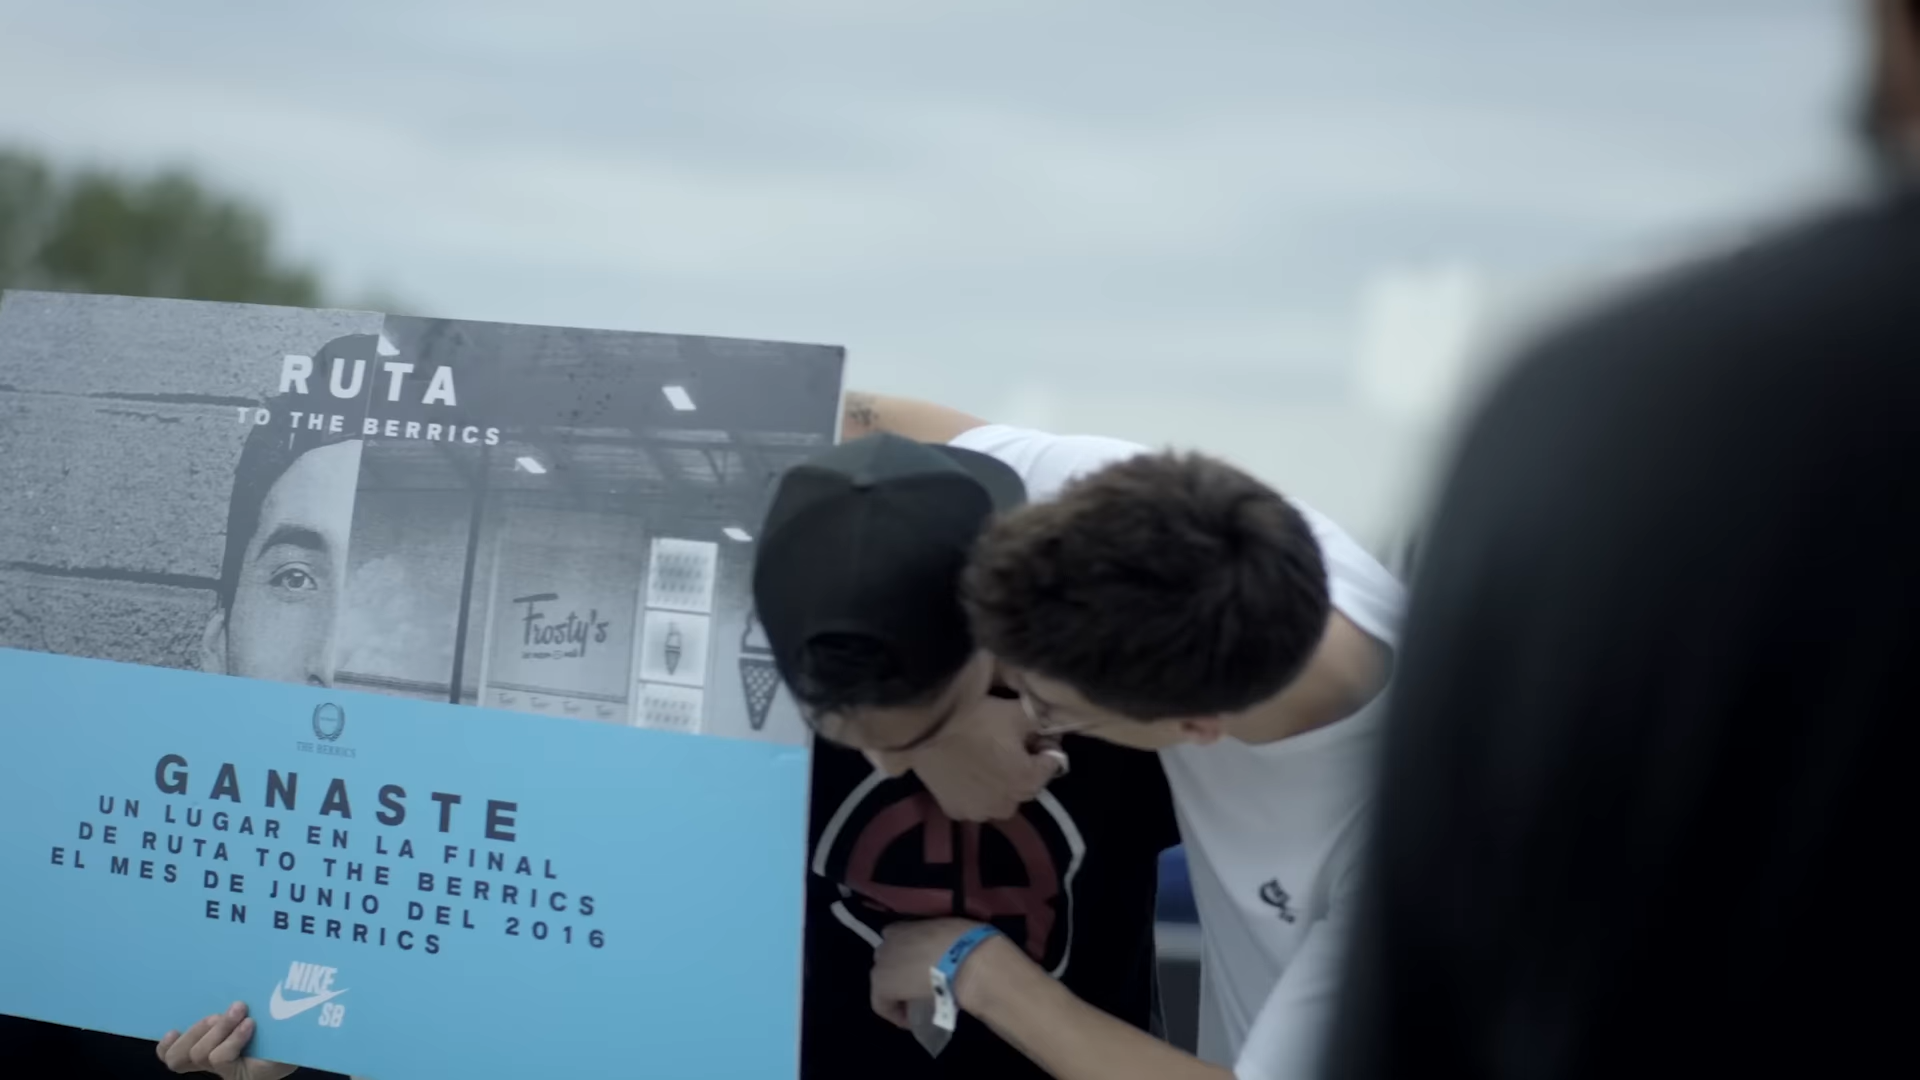 RUTA
TO THE BERRICS
Frosty's
THE BERRICS
GANASTE
UN LUGAR EN LA FINAL
DE RUTA TO THE BERRICS
EL MES DE JUNIO DEL 2016
EN BERRICS
NIKE
SB